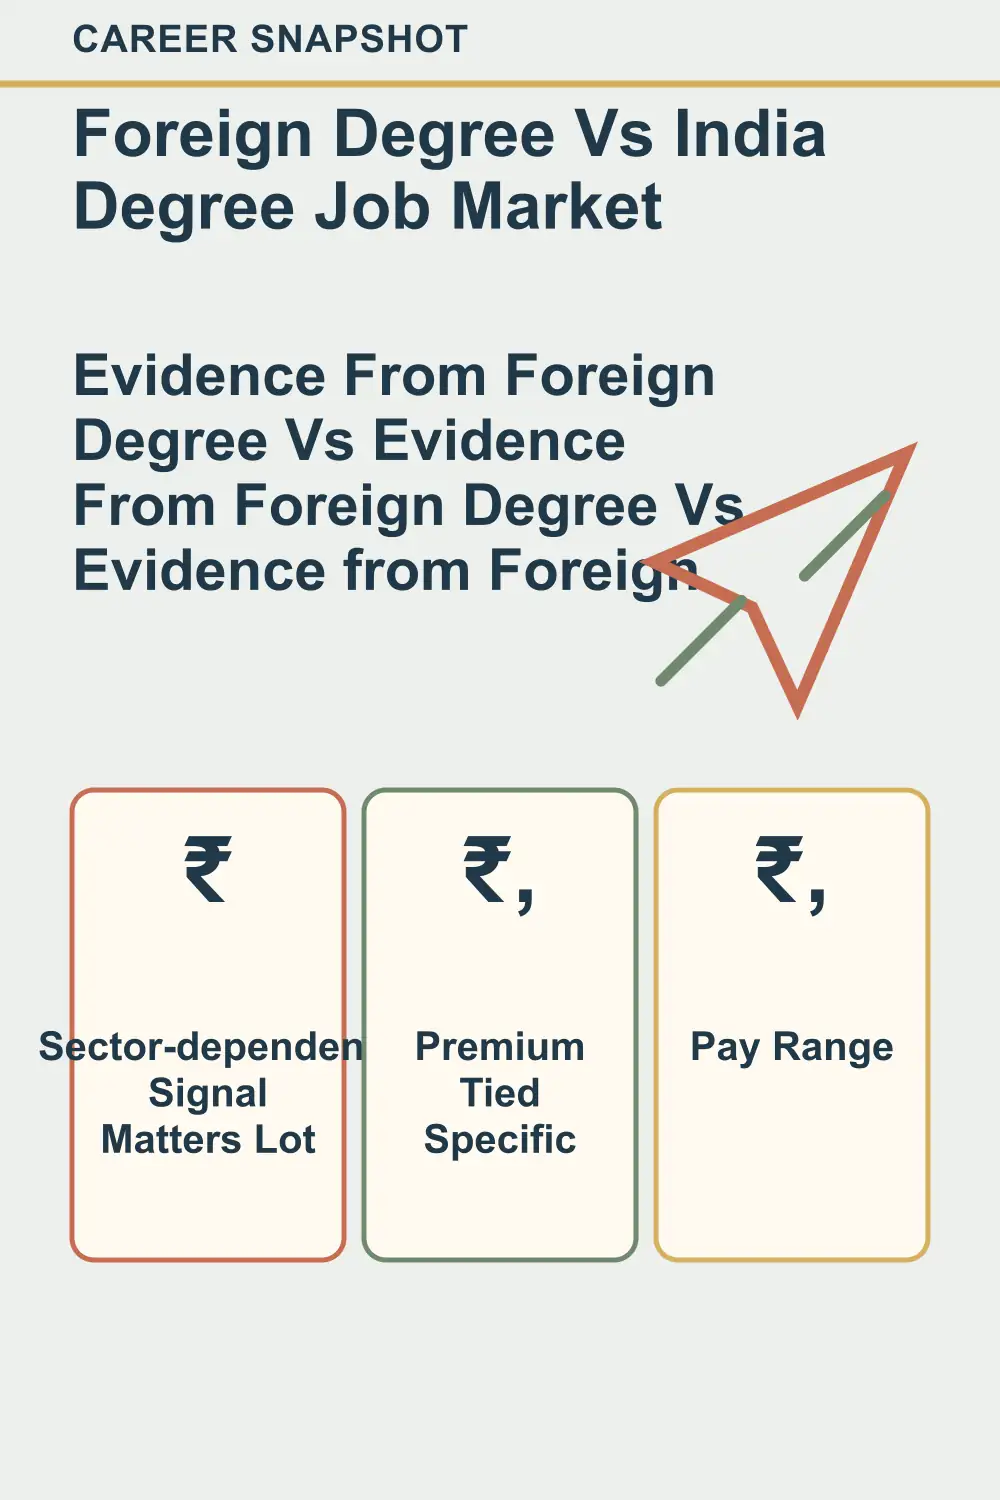 CAREER SNAPSHOT
Foreign Degree Vs India
Degree Job Market
Evidence From Foreign
Degree Vs Evidence
From Foreign Degree Vs
Evidence from Foreign
₹
₹,
₹,
Sector-dependen
Signal
Matters Lot
Premium
Tied
Specific
Pay Range